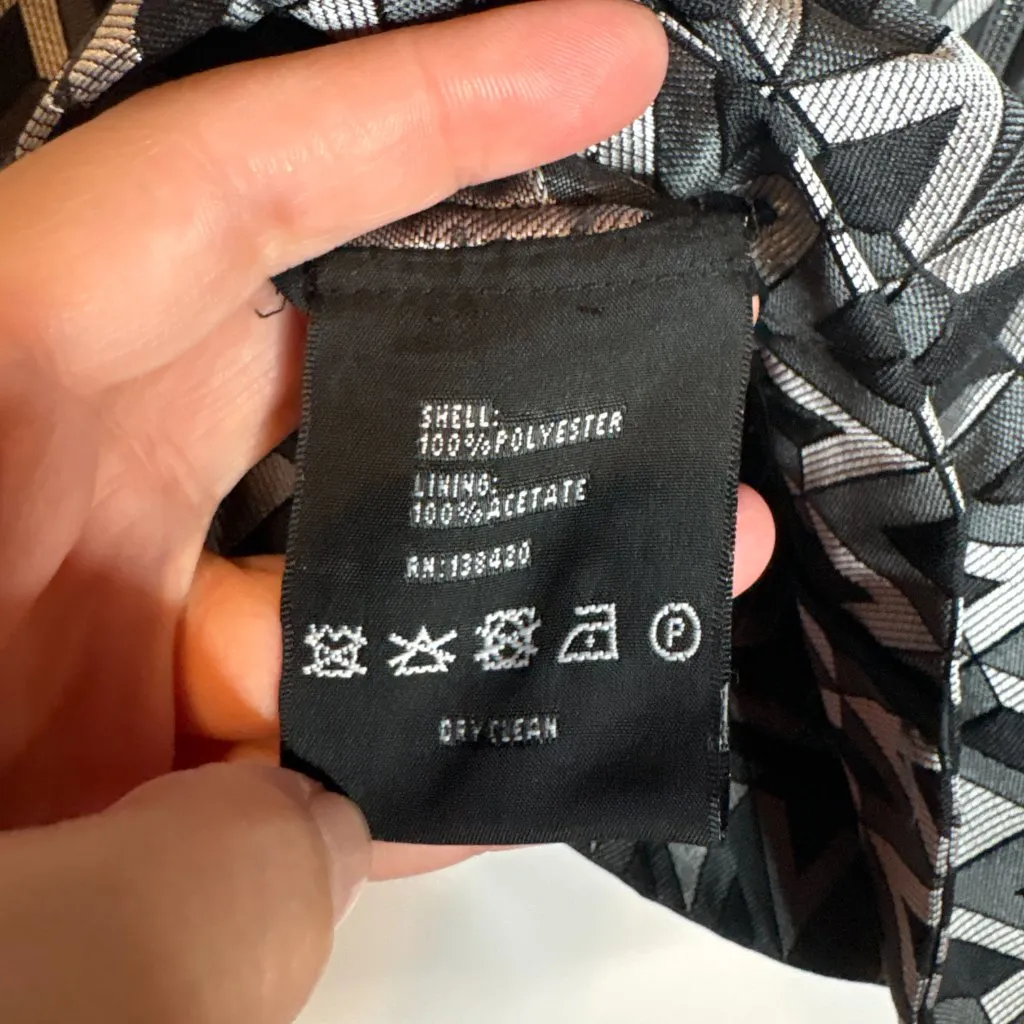 SHELL:
100%POLYESTER
LINING:
100%ACETATE
RN:138420
P
DRY CLEAN